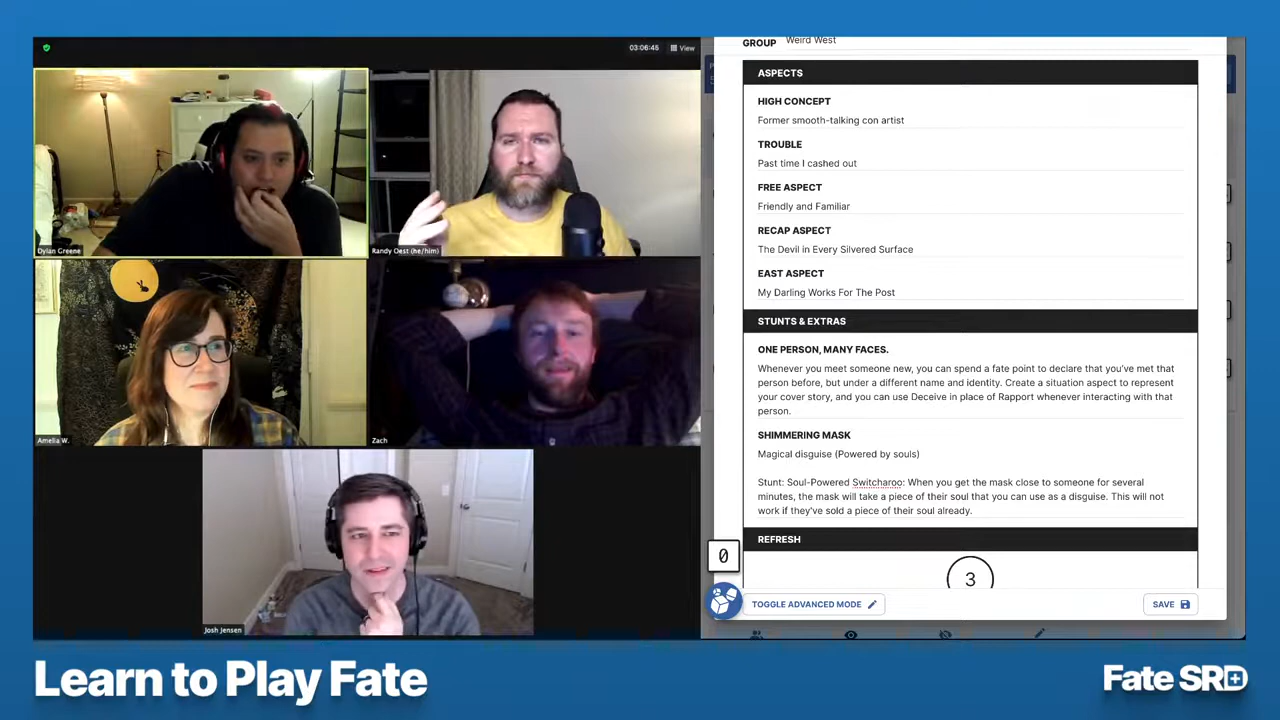 03:06:45
View
Dylan Greene
Randy Oest (he/him)
Amelia W.
Zach
Josh Jensen
GROUP
Weird West
ASPECTS
HIGH CONCEPT
Former smooth-talking con artist
TROUBLE
Past time I cashed out
FREE ASPECT
Friendly and Familiar
RECAP ASPECT
The Devil in Every Silvered Surface
EAST ASPECT
My Darling Works For The Post
STUNTS & EXTRAS
ONE PERSON, MANY FACES.
Whenever you meet someone new, you can spend a fate point to declare that you've met that
person before, but under a different name and identity. Create a situation aspect to represent
your cover story, and you can use Deceive in place of Rapport whenever interacting with that
person.
SHIMMERING MASK
Magical disguise (Powered by souls)
Stunt: Soul-Powered Switcharoo: When you get the mask close to someone for several
minutes, the mask will take a piece of their soul that you can use as a disguise. This will not
work if they've sold a piece of their soul already.
REFRESH
3
0
TOGGLE ADVANCED MODE
SAVE
Learn to Play Fate
Fate SRD